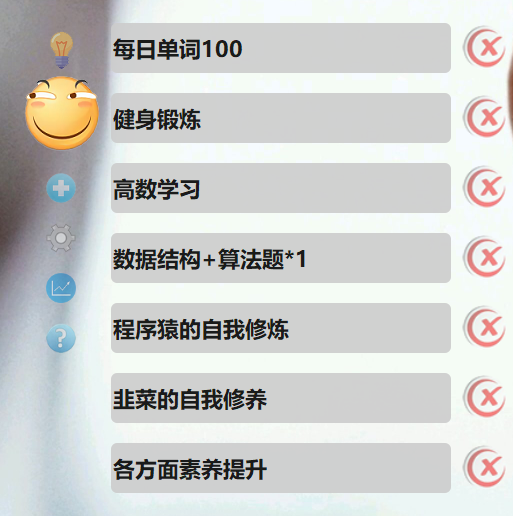 每日单词100
健身锻炼
高数学习
数据结构+算法题*1
程序猿的自我修炼
韭菜的自我修养
各方面素养提升